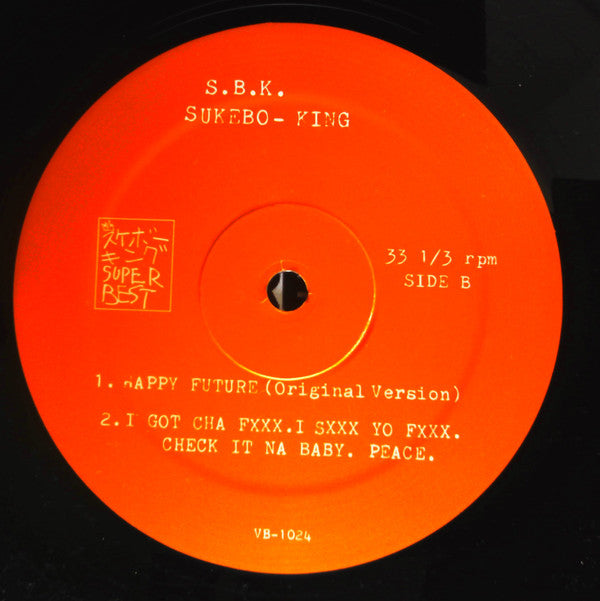 S.B.K.
SUKEBO- KING
スケボー
キング
SUPER
BEST
33 1/3 rpm
SIDE B
1. HAPPY FUTURE (Original Version)
2. I GOT CHA FXXX. I SXXX YO FXXX.
CHECK IT NA BABY. PEACE.
VB-1024